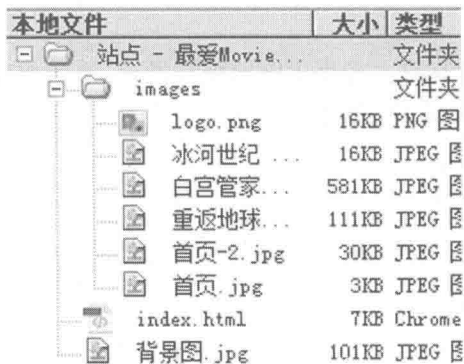 本地文件 大小 类型
站点 - 最爱Movie... 文件夹
images 文件夹
logo.png 16KB PNG 图
冰河世纪 ... 16KB JPEG 图
白宫管家... 581KB JPEG 图
重返地球... 111KB JPEG 图
首页-2.jpg 30KB JPEG 图
首页.jpg 3KB JPEG 图
index.html 7KB Chrome
背景图.jpg 101KB JPEG 图